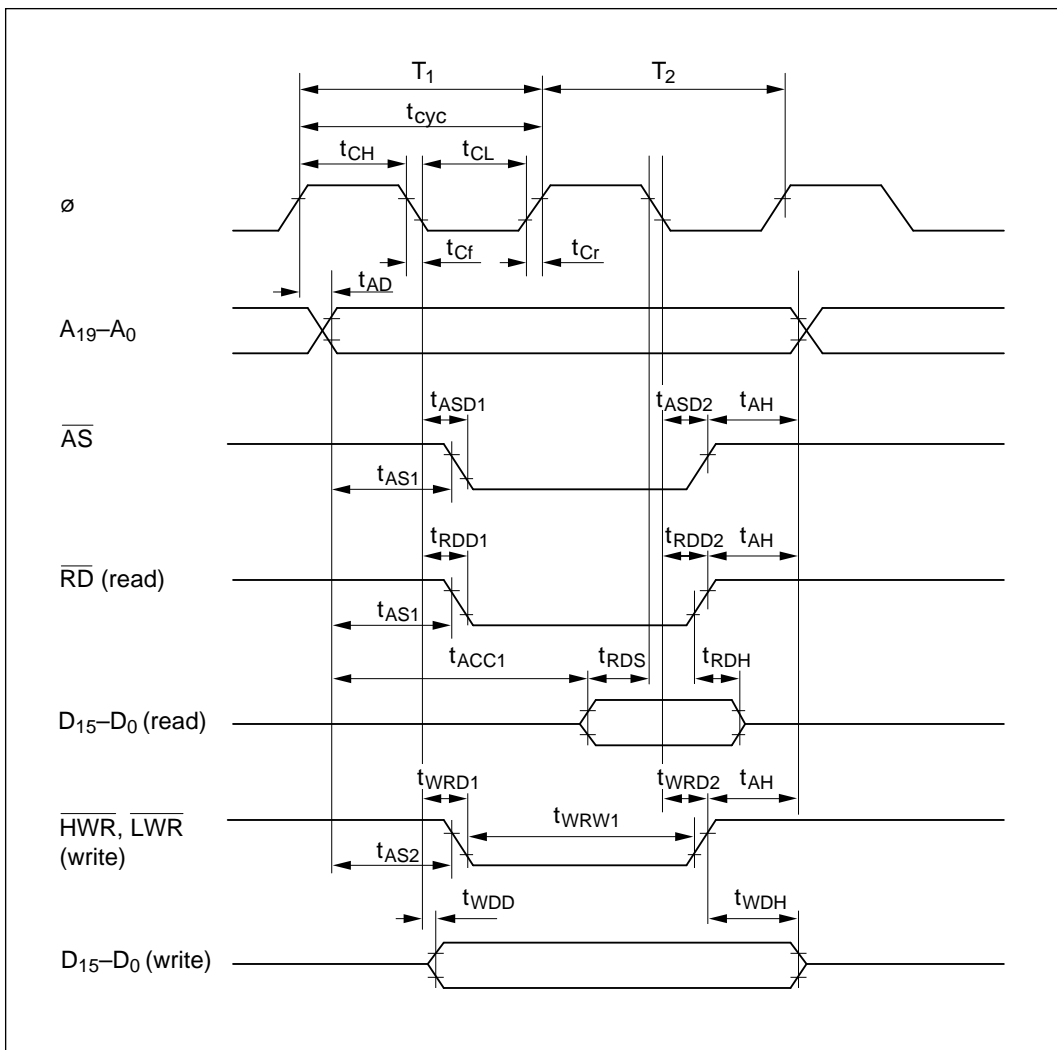 T1 T2
tcyc
tCH tCL
ø
tCf tCr
tAD
A19–A0
tASD1 tASD2 tAH
AS
tAS1
tRDD1 tRDD2 tAH
RD (read)
tAS1
tACC1 tRDS tRDH
D15–D0 (read)
tWRD1 tWRD2 tAH
HWR, LWR
tWRW1
(write)
tAS2
tWDD tWDH
D15–D0 (write)